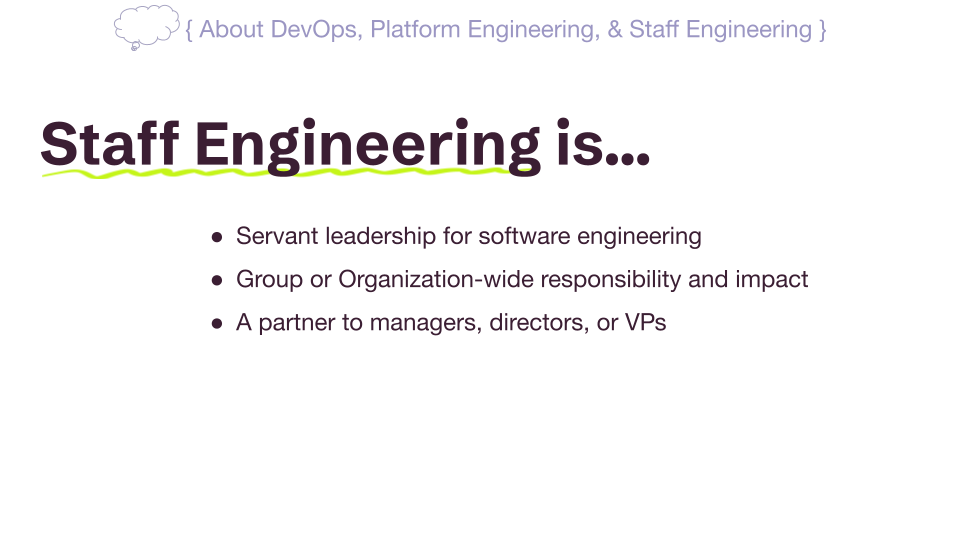 { About DevOps, Platform Engineering, & Staff Engineering }
Staff Engineering is...
● Servant leadership for software engineering
● Group or Organization-wide responsibility and impact
● A partner to managers, directors, or VPs